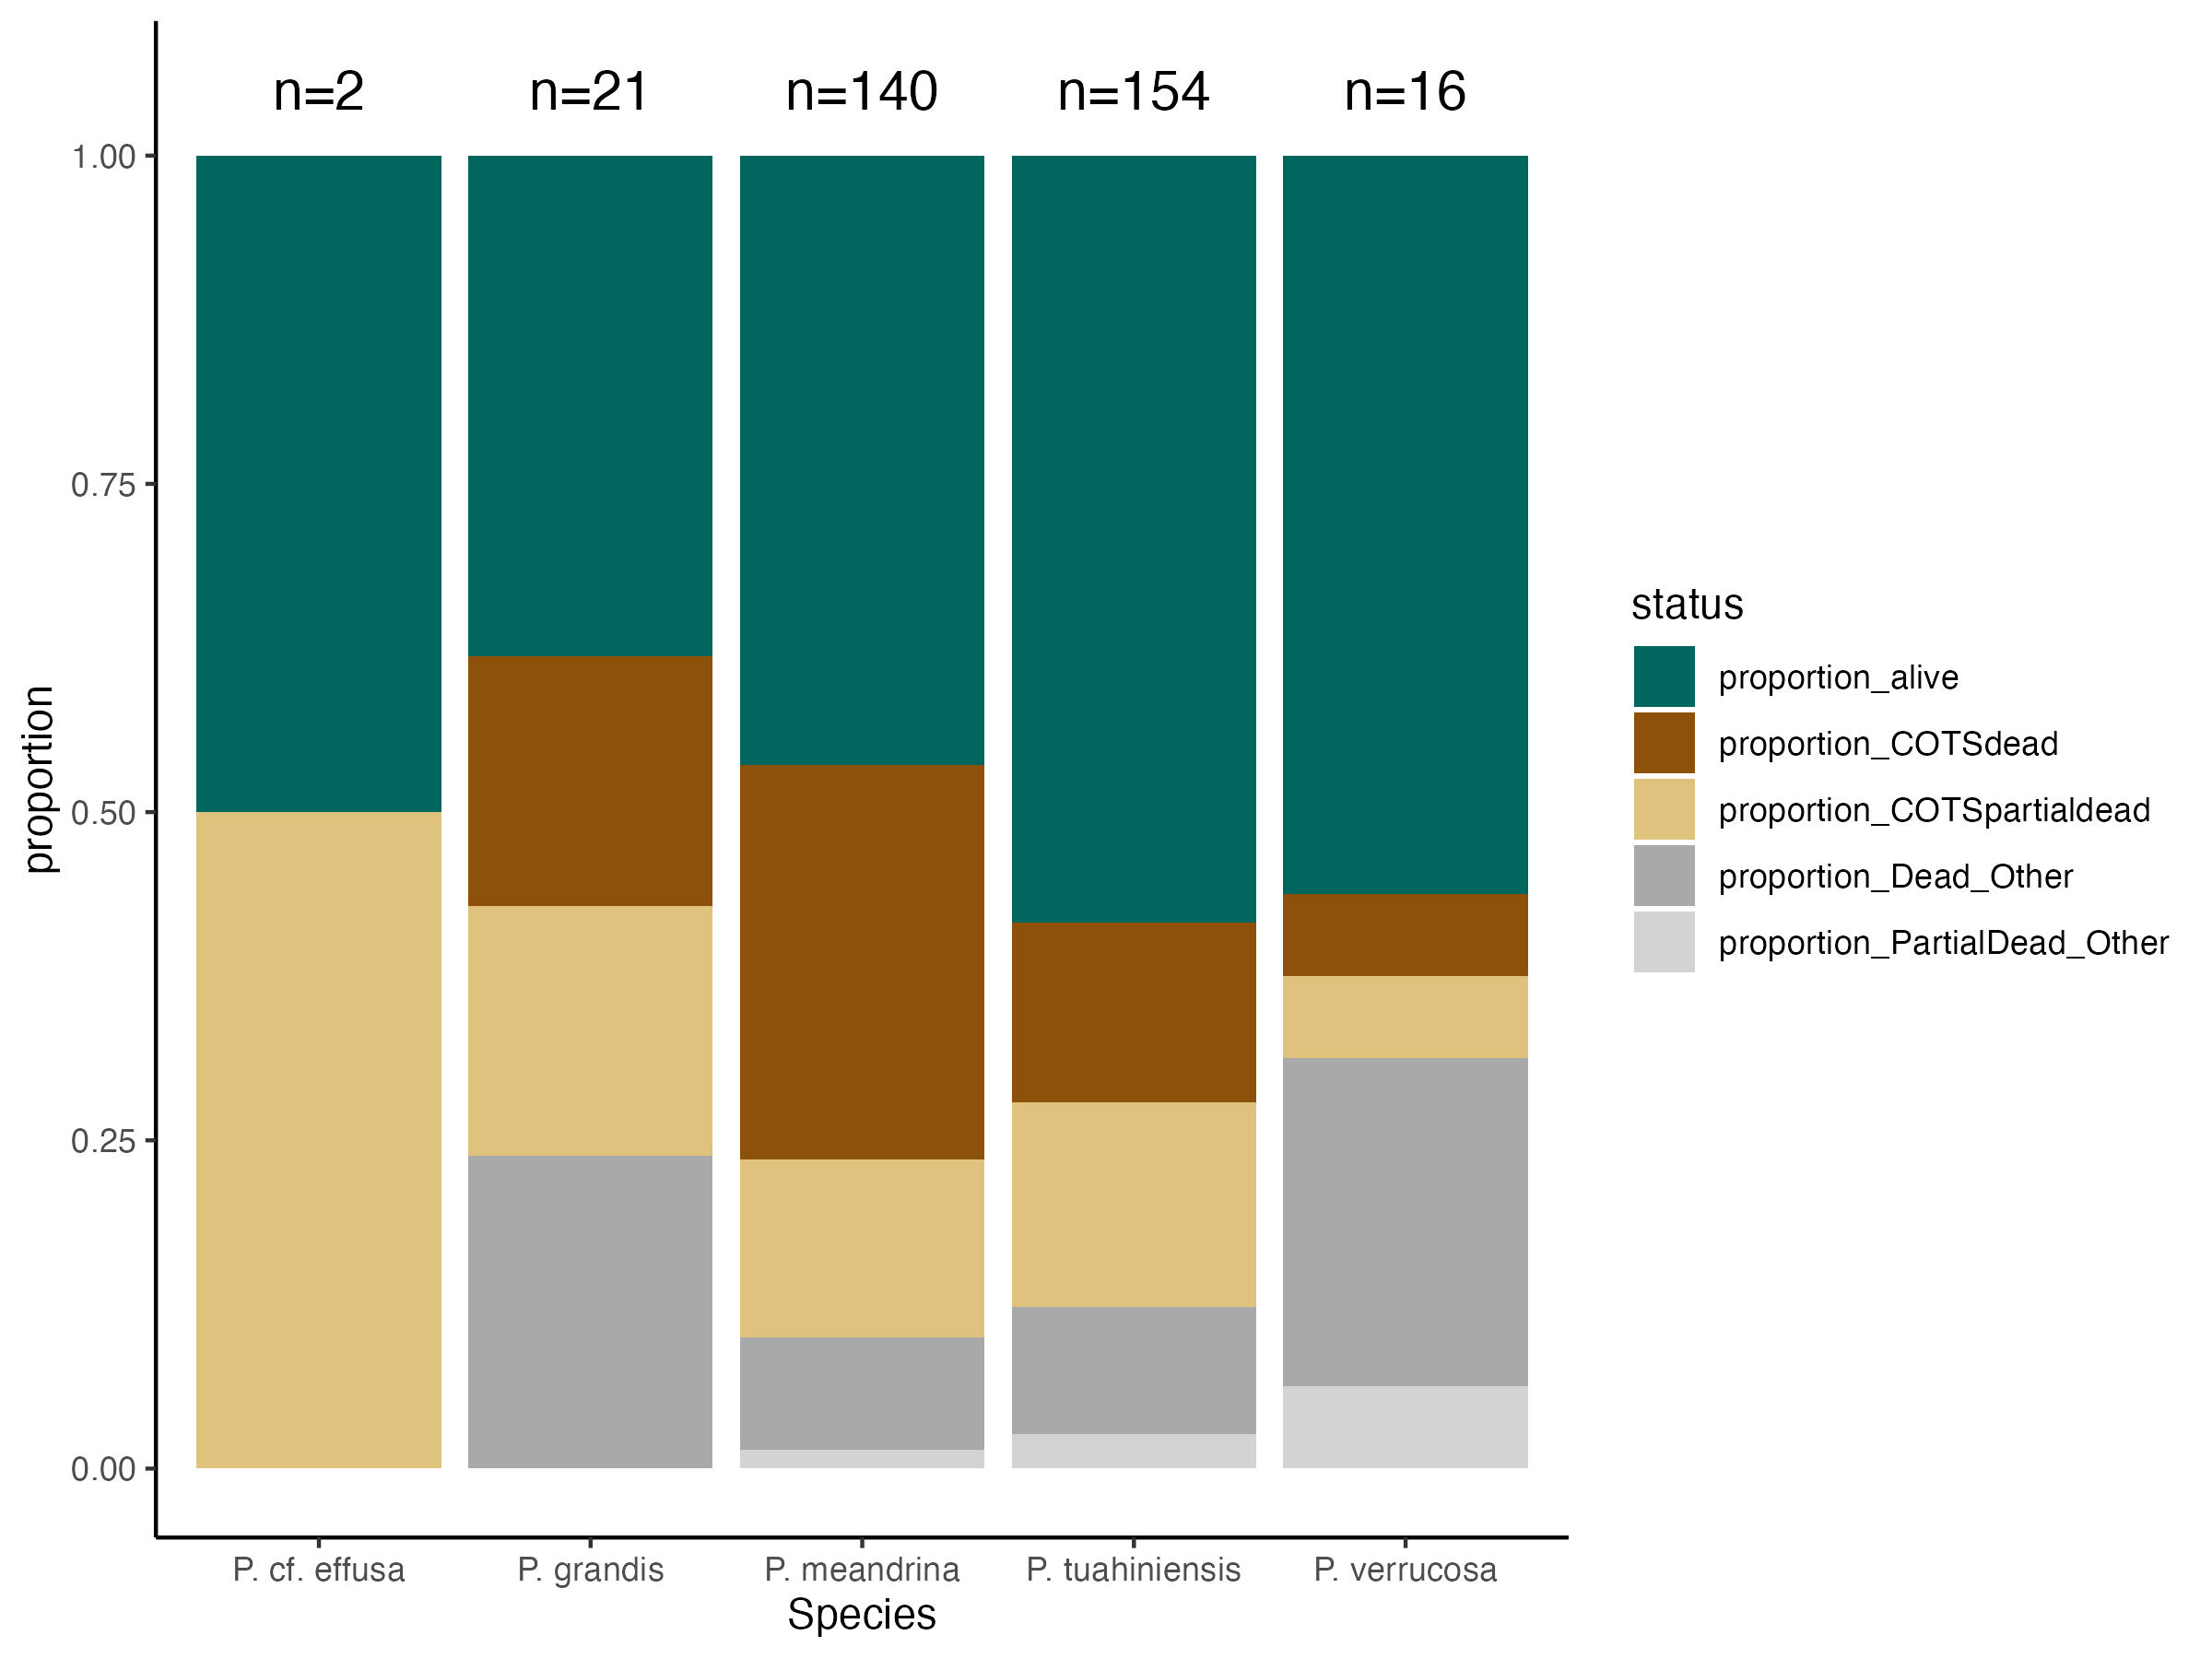 n=2 n=21 n=140 n=154 n=16
1.00
0.75
0.50
0.25
0.00
proportion
P. cf. effusa P. grandis P. meandrina P. tuahiniensis P. verrucosa
Species
status
proportion_alive
proportion_COTSdead
proportion_COTSpartialdead
proportion_Dead_Other
proportion_PartialDead_Other